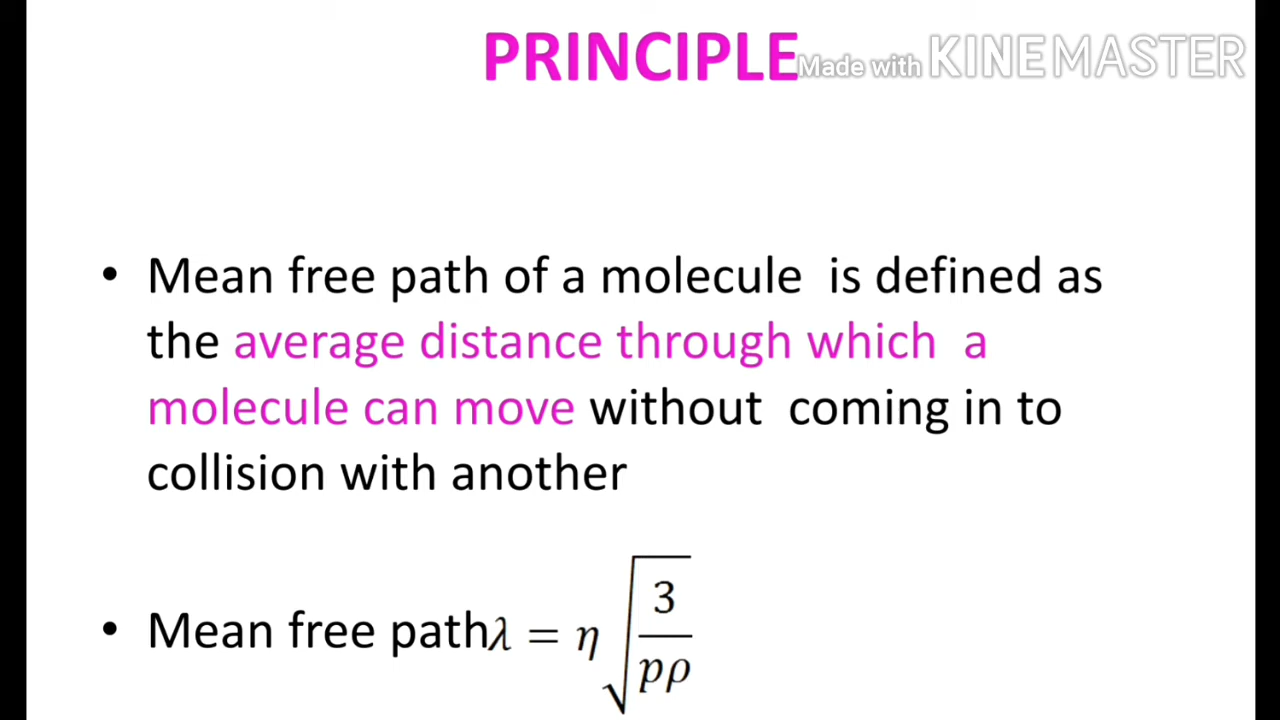 PRINCIPLE
Made with KINEMASTER
• Mean free path of a molecule is defined as
the average distance through which a
molecule can move without coming in to
collision with another
• Mean free path λ = η √(3/pρ)